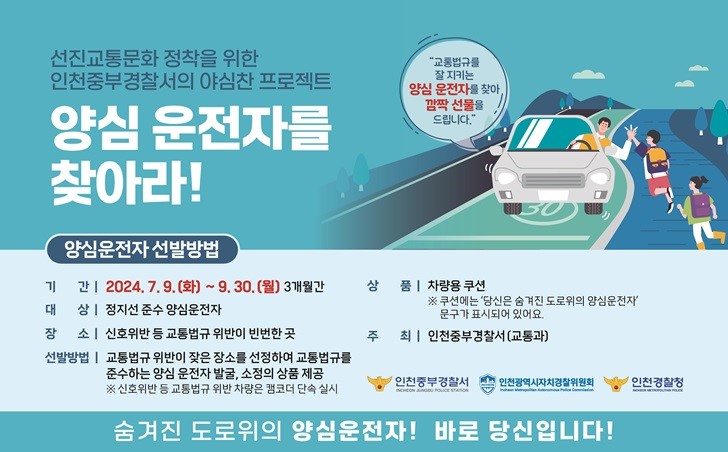 선진교통문화 정착을 위한
인천중부경찰서의 야심찬 프로젝트
양심 운전자를
찾아라!
"교통법규를
잘 지키는
양심 운전자를 찾아
깜짝 선물을
드립니다."
30
양심운전자 선발방법
기 간 | 2024. 7. 9.(화) ~ 9. 30.(월) 3개월간
대 상 | 정지선 준수 양심운전자
장 소 | 신호위반 등 교통법규 위반이 빈번한 곳
선발방법 | 교통법규 위반이 잦은 장소를 선정하여 교통법규를
준수하는 양심 운전자 발굴, 소정의 상품 제공
※ 신호위반 등 교통법규 위반 차량은 캠코더 단속 실시
상 품 | 차량용 쿠션
※ 쿠션에는 '당신은 숨겨진 도로위의 양심운전자'
문구가 표시되어 있어요.
주 최 | 인천중부경찰서(교통과)
인천중부경찰서
INCHEON JUNGBU POLICE STATION
인천광역시자치경찰위원회
Incheon Metropolitan Autonomous Police Commission
인천경찰청
INCHEON METROPOLITAN POLICE
숨겨진 도로위의 양심운전자! 바로 당신입니다!